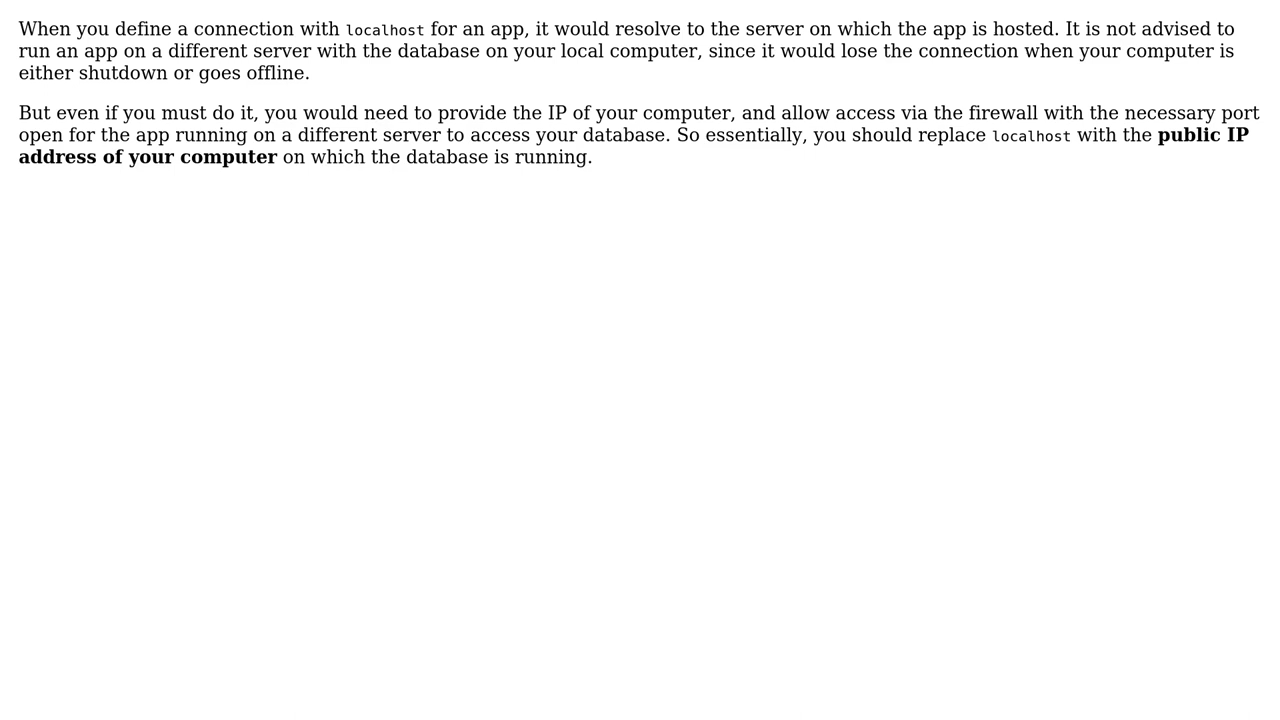 When you define a connection with localhost for an app, it would resolve to the server on which the app is hosted. It is not advised to
run an app on a different server with the database on your local computer, since it would lose the connection when your computer is
either shutdown or goes offline.
But even if you must do it, you would need to provide the IP of your computer, and allow access via the firewall with the necessary port
open for the app running on a different server to access your database. So essentially, you should replace localhost with the public IP
address of your computer on which the database is running.